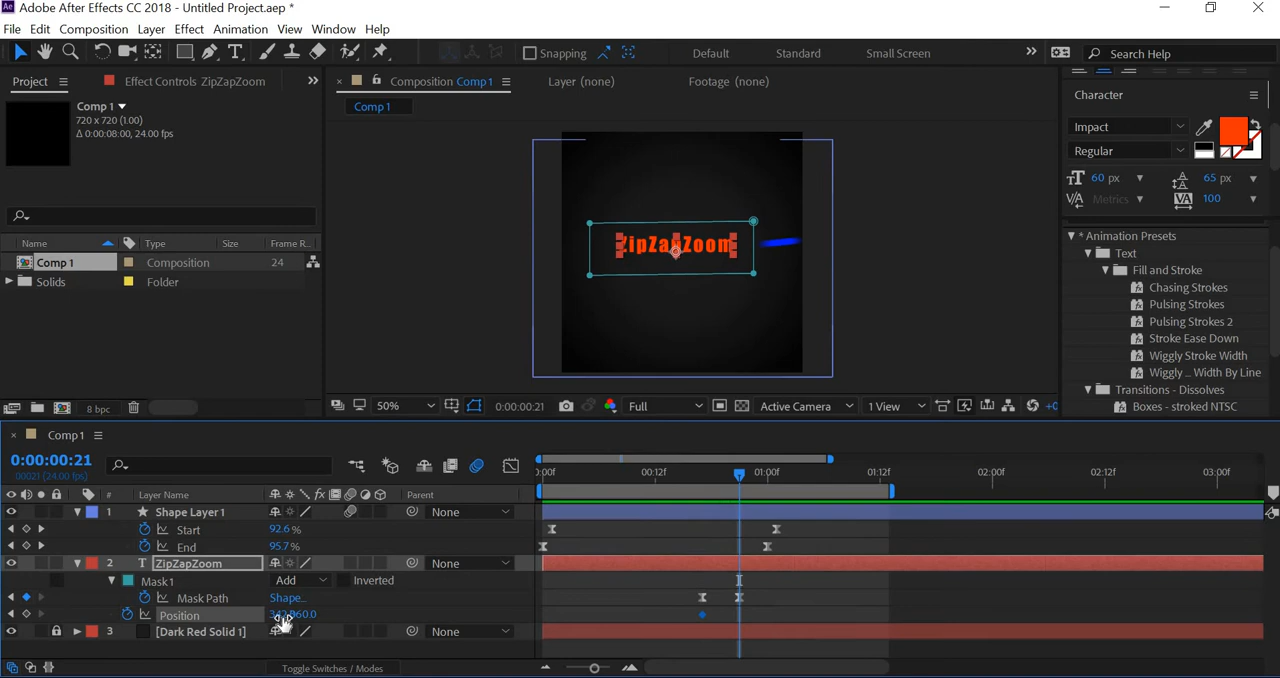 Ae Adobe After Effects CC 2018 - Untitled Project.aep *
File Edit Composition Layer Effect Animation View Window Help
Snapping Default Standard Small Screen Search Help
Project Effect Controls ZipZapZoom Composition Comp 1 Layer (none) Footage (none)
Comp 1
720 x 720 (1.00)
Δ 0:00:08:00, 24.00 fps
Comp 1
Character
Impact
Regular
60 px 65 px
Metrics 100
ZipZapZoom
Name Type Size Frame R...
Comp 1 Composition 24
Solids Folder
* Animation Presets
Text
Fill and Stroke
Chasing Strokes
Pulsing Strokes
Pulsing Strokes 2
Stroke Ease Down
Wiggly Stroke Width
Wiggly ... Width By Line
Transitions - Dissolves
Boxes - stroked NTSC
8 bpc
50% 0:00:00:21 Full Active Camera 1 View +0
Comp 1
0:00:00:21
00021 (24.00 fps)
:00f 00:12f 01:00f 01:12f 02:00f 02:12f 03:00f
# Layer Name Parent
1 Shape Layer 1 None
Start 92.6 %
End 95.7 %
2 T ZipZapZoom None
Mask 1 Add Inverted
Mask Path Shape...
Position
3 [Dark Red Solid 1] None
Toggle Switches / Modes